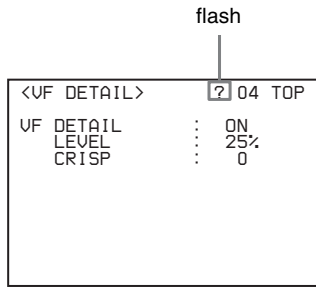 flash
<VF DETAIL> ? 04 TOP
VF DETAIL : ON
LEVEL : 25%
CRISP : 0